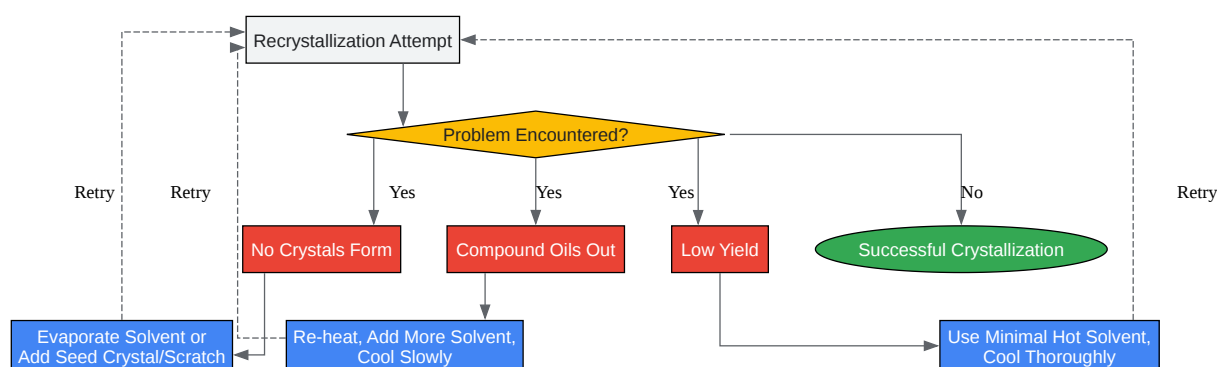 Recrystallization Attempt
Problem Encountered?
Retry
Retry
Yes
Yes
Yes
No
Retry
No Crystals Form
Compound Oils Out
Low Yield
Successful Crystallization
Evaporate Solvent or
Add Seed Crystal/Scratch
Re-heat, Add More Solvent,
Cool Slowly
Use Minimal Hot Solvent,
Cool Thoroughly